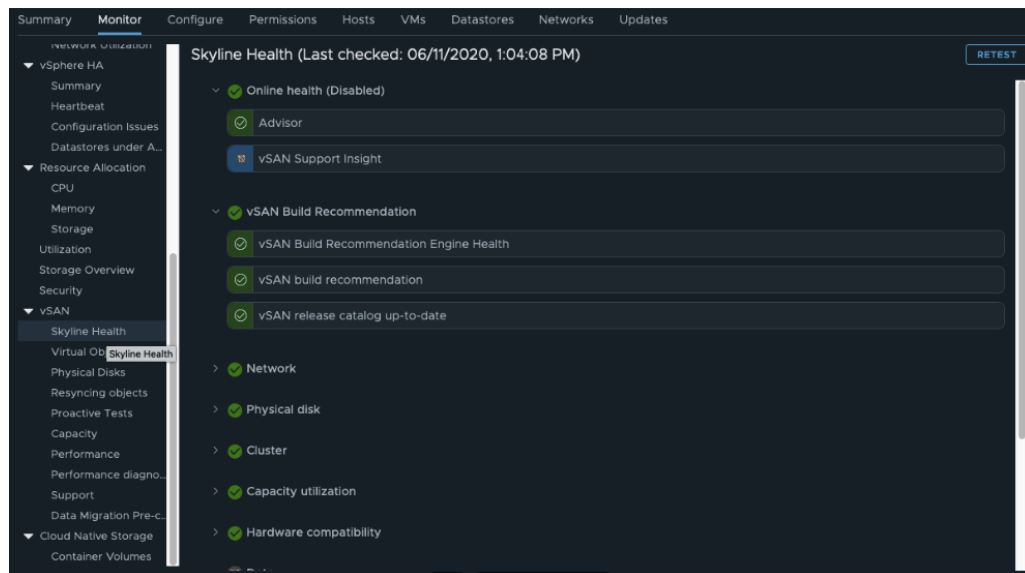 Summary Monitor Configure Permissions Hosts VMs Datastores Networks Updates
Network Utilization
vSphere HA
Summary
Heartbeat
Configuration Issues
Datastores under A...
Resource Allocation
CPU
Memory
Storage
Utilization
Storage Overview
Security
vSAN
Skyline Health
Virtual Ob
Skyline Health
Physical Disks
Resyncing objects
Proactive Tests
Capacity
Performance
Performance diagno...
Support
Data Migration Pre-c...
Cloud Native Storage
Container Volumes
Skyline Health (Last checked: 06/11/2020, 1:04:08 PM)
RETEST
Online health (Disabled)
Advisor
vSAN Support Insight
vSAN Build Recommendation
vSAN Build Recommendation Engine Health
vSAN build recommendation
vSAN release catalog up-to-date
Network
Physical disk
Cluster
Capacity utilization
Hardware compatibility